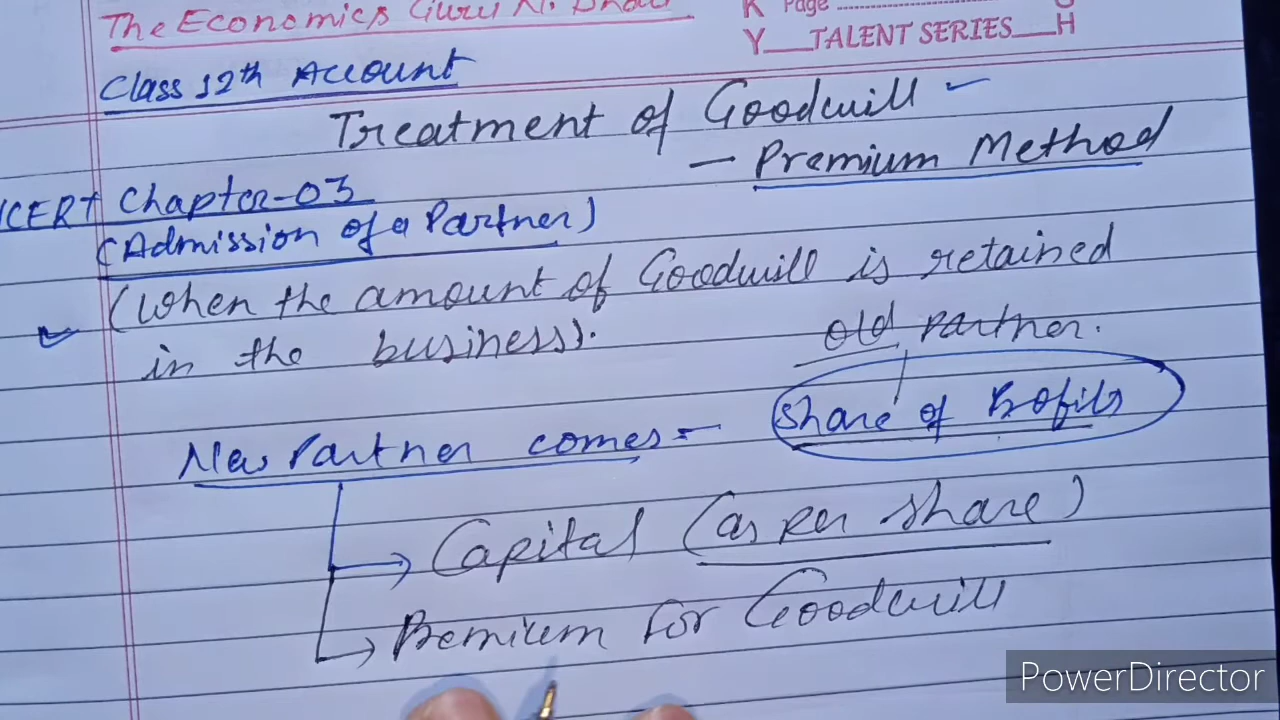 The Economics Guru
K Page
Y TALENT SERIES H
Class 12th Account
Treatment of Goodwill
- Premium Method
Chapter-03
(Admission of a Partner)
(When the amount of Goodwill is retained
in the business).
old Partner.
New Partner comes - Share of Profits
Capital (as per share)
Premium for Goodwill
PowerDirector